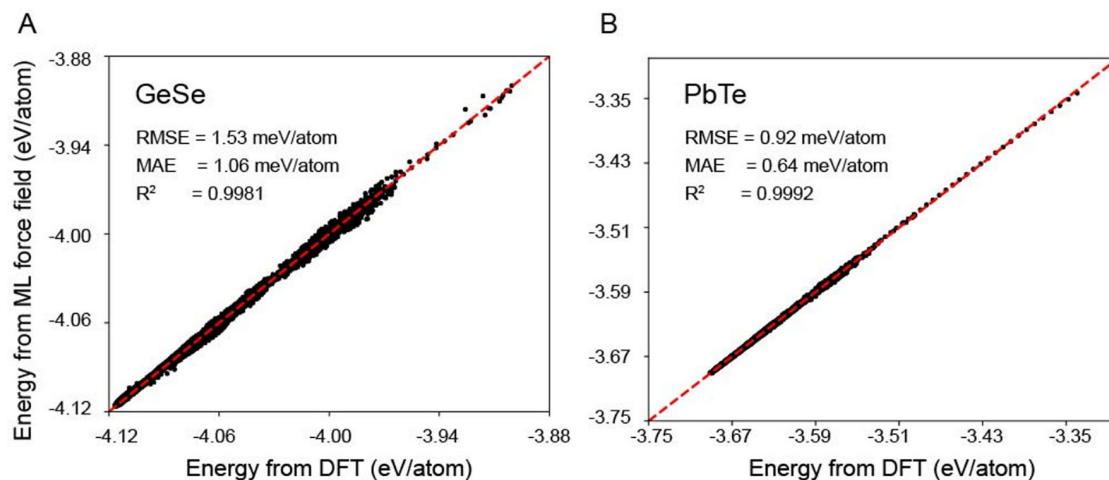 A
Energy from ML force field (eV/atom)
-3.88
-3.94
-4.00
-4.06
-4.12
GeSe
RMSE = 1.53 meV/atom
MAE = 1.06 meV/atom
R² = 0.9981
-4.12 -4.06 -4.00 -3.94 -3.88
Energy from DFT (eV/atom)
B
-3.35
-3.43
-3.51
-3.59
-3.67
-3.75
PbTe
RMSE = 0.92 meV/atom
MAE = 0.64 meV/atom
R² = 0.9992
-3.75 -3.67 -3.59 -3.51 -3.43 -3.35
Energy from DFT (eV/atom)